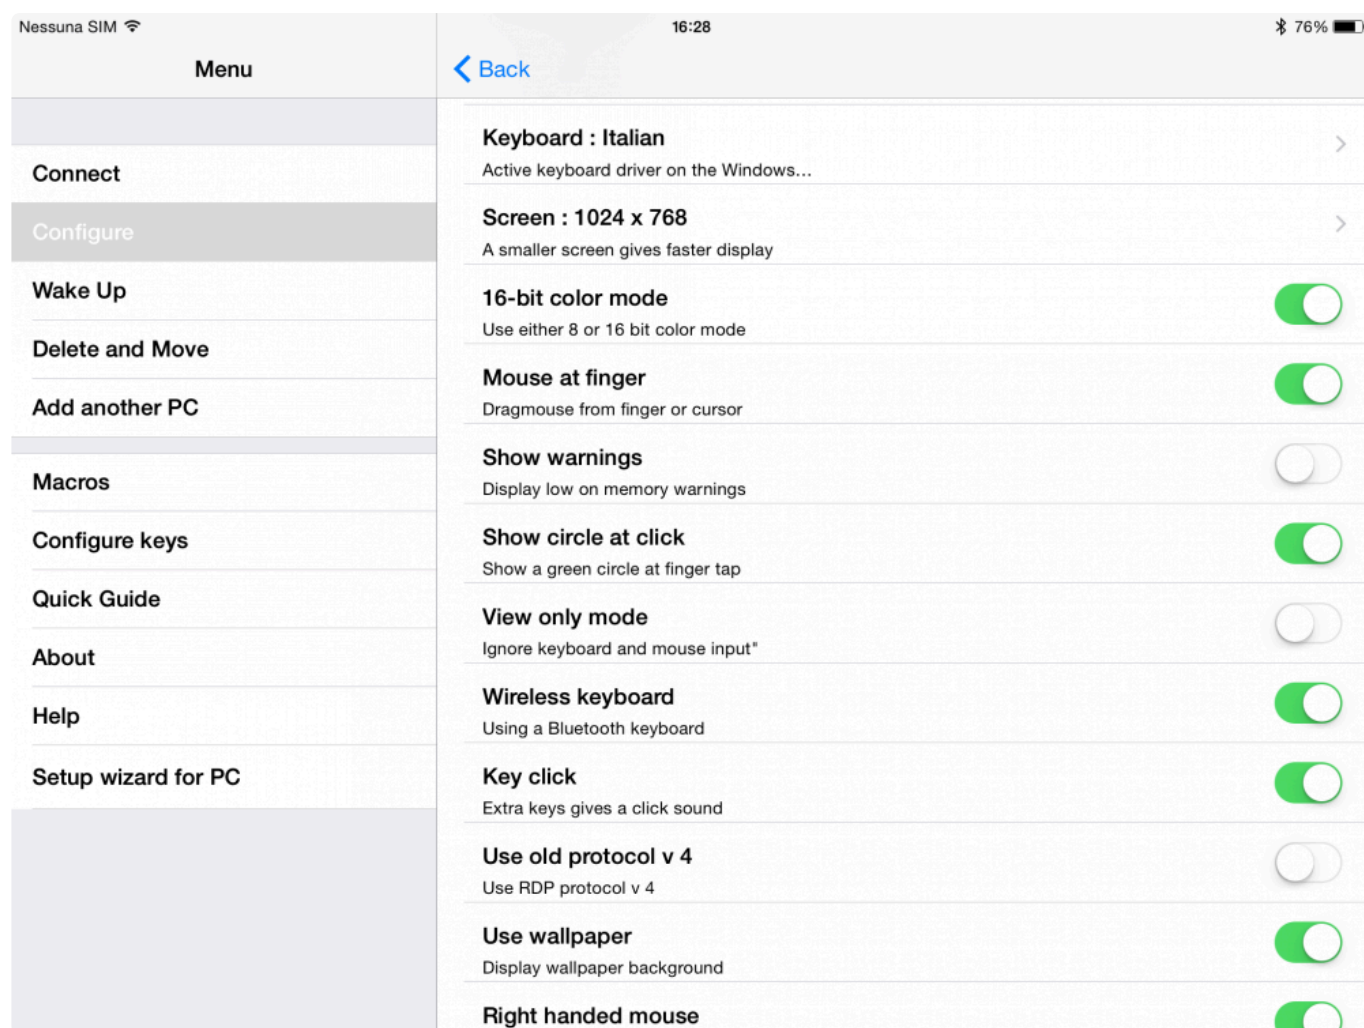 Nessuna SIM
16:28
76%
Menu
Back
Connect
Configure
Wake Up
Delete and Move
Add another PC
Macros
Configure keys
Quick Guide
About
Help
Setup wizard for PC
Keyboard : Italian
Active keyboard driver on the Windows...
Screen : 1024 x 768
A smaller screen gives faster display
16-bit color mode
Use either 8 or 16 bit color mode
Mouse at finger
Dragmouse from finger or cursor
Show warnings
Display low on memory warnings
Show circle at click
Show a green circle at finger tap
View only mode
Ignore keyboard and mouse input"
Wireless keyboard
Using a Bluetooth keyboard
Key click
Extra keys gives a click sound
Use old protocol v 4
Use RDP protocol v 4
Use wallpaper
Display wallpaper background
Right handed mouse